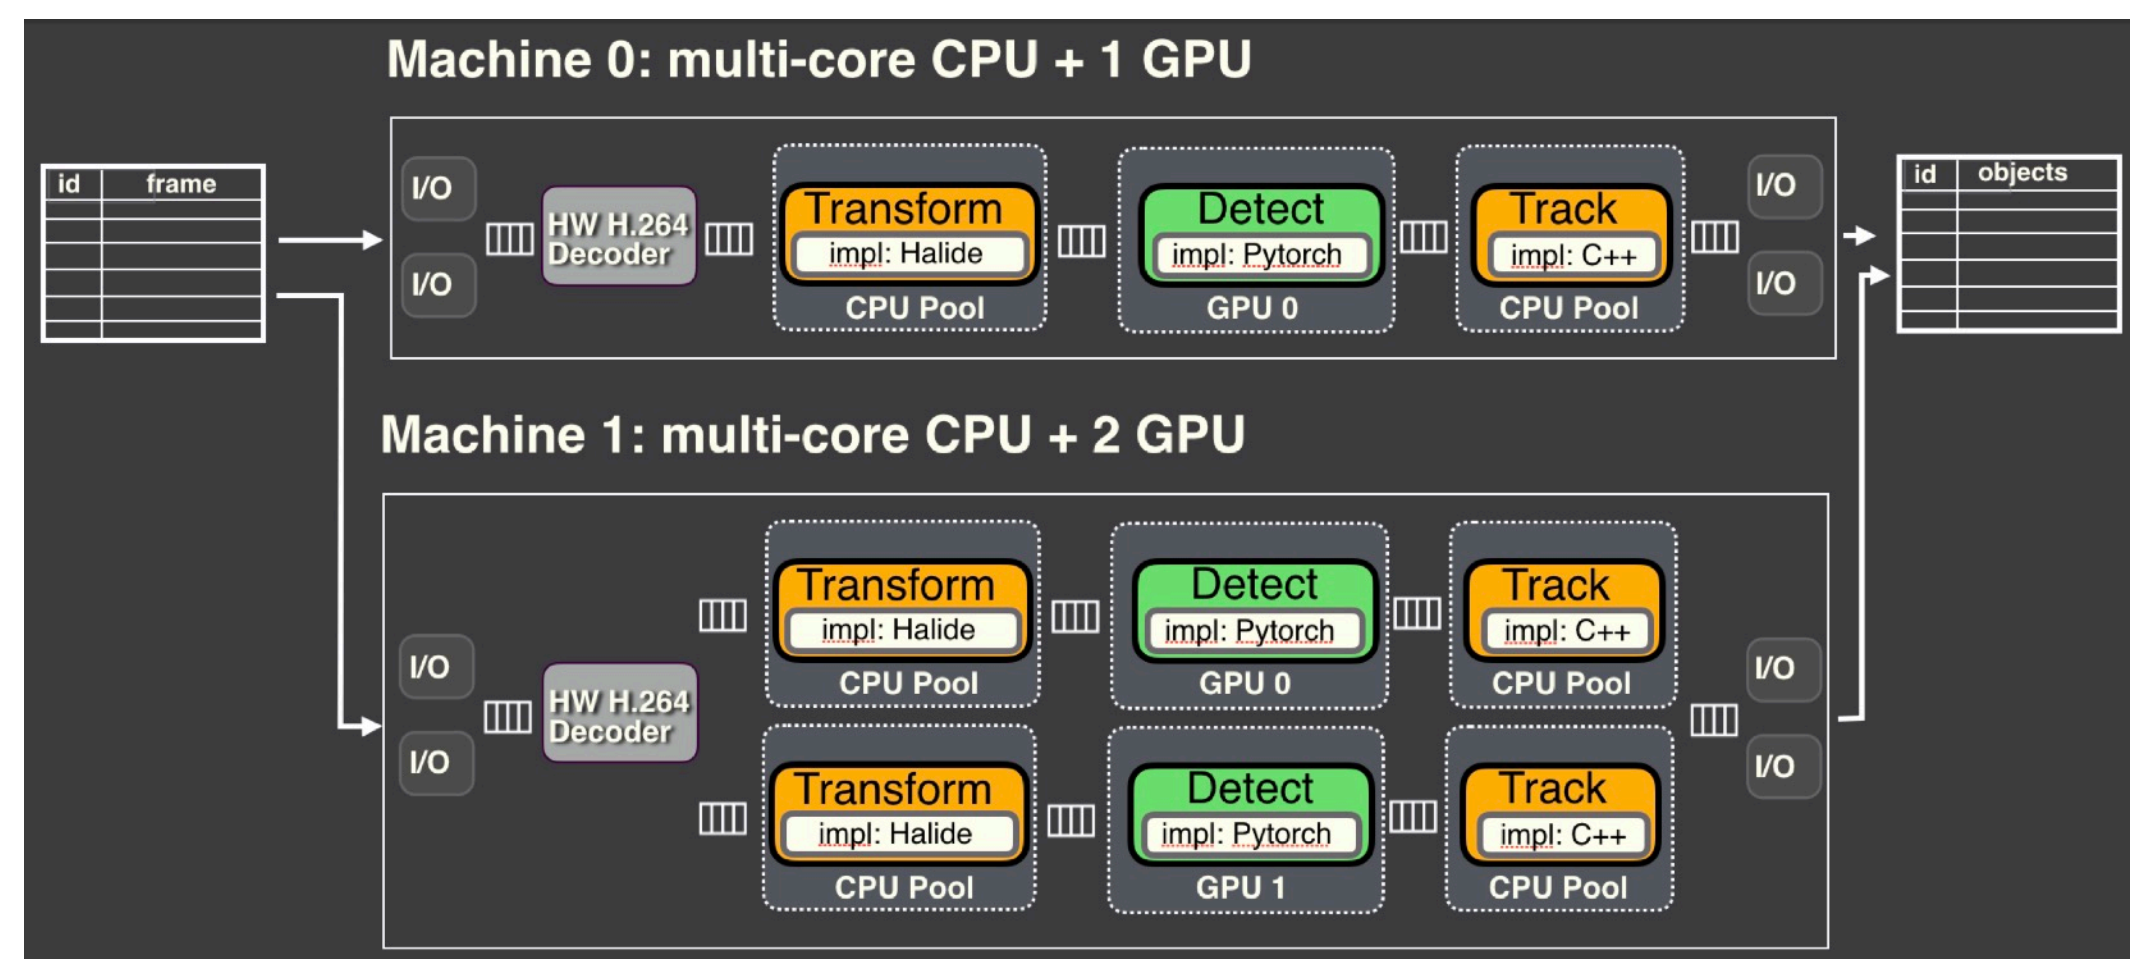 Machine 0: multi-core CPU + 1 GPU
id frame
I/O
I/O
HW H.264
Decoder
Transform
impl: Halide
CPU Pool
Detect
impl: Pytorch
GPU 0
Track
impl: C++
CPU Pool
I/O
I/O
id objects
Machine 1: multi-core CPU + 2 GPU
I/O
I/O
HW H.264
Decoder
Transform
impl: Halide
CPU Pool
Detect
impl: Pytorch
GPU 0
Track
impl: C++
CPU Pool
Transform
impl: Halide
CPU Pool
Detect
impl: Pytorch
GPU 1
Track
impl: C++
CPU Pool
I/O
I/O